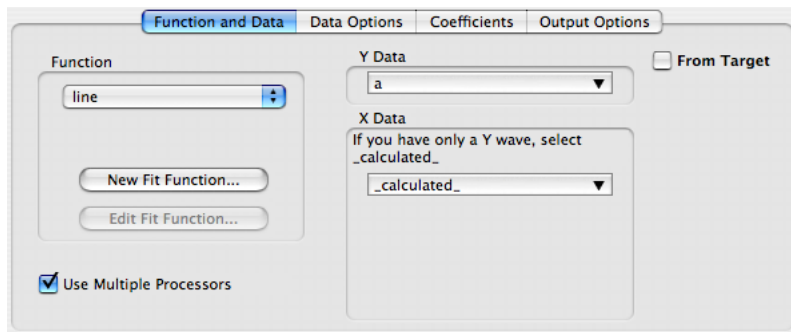 Function and Data
Data Options
Coefficients
Output Options
Function
line
New Fit Function...
Edit Fit Function...
Use Multiple Processors
Y Data
a
X Data
If you have only a Y wave, select
_calculated_
_calculated_
From Target